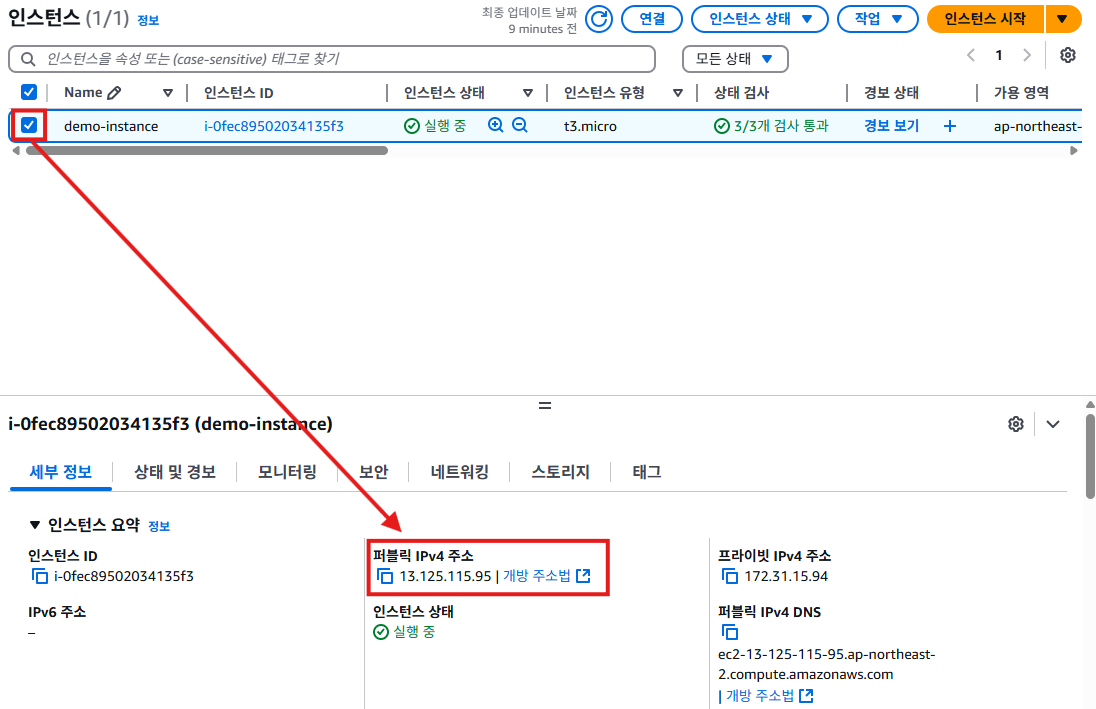 인스턴스 (1/1) 정보
최종 업데이트 날짜
9 minutes 전
연결
인스턴스 상태
작업
인스턴스 시작
인스턴스을 속성 또는 (case-sensitive) 태그로 찾기
모든 상태
1
Name
인스턴스 ID
인스턴스 상태
인스턴스 유형
상태 검사
경보 상태
가용 영역
demo-instance
i-0fec89502034135f3
실행 중
t3.micro
3/3개 검사 통과
경보 보기
ap-northeast-
i-0fec89502034135f3 (demo-instance)
세부 정보
상태 및 경보
모니터링
보안
네트워킹
스토리지
태그
인스턴스 요약 정보
인스턴스 ID
i-0fec89502034135f3
IPv6 주소
–
퍼블릭 IPv4 주소
13.125.115.95 | 개방 주소법
인스턴스 상태
실행 중
프라이빗 IPv4 주소
172.31.15.94
퍼블릭 IPv4 DNS
ec2-13-125-115-95.ap-northeast-
2.compute.amazonaws.com
| 개방 주소법